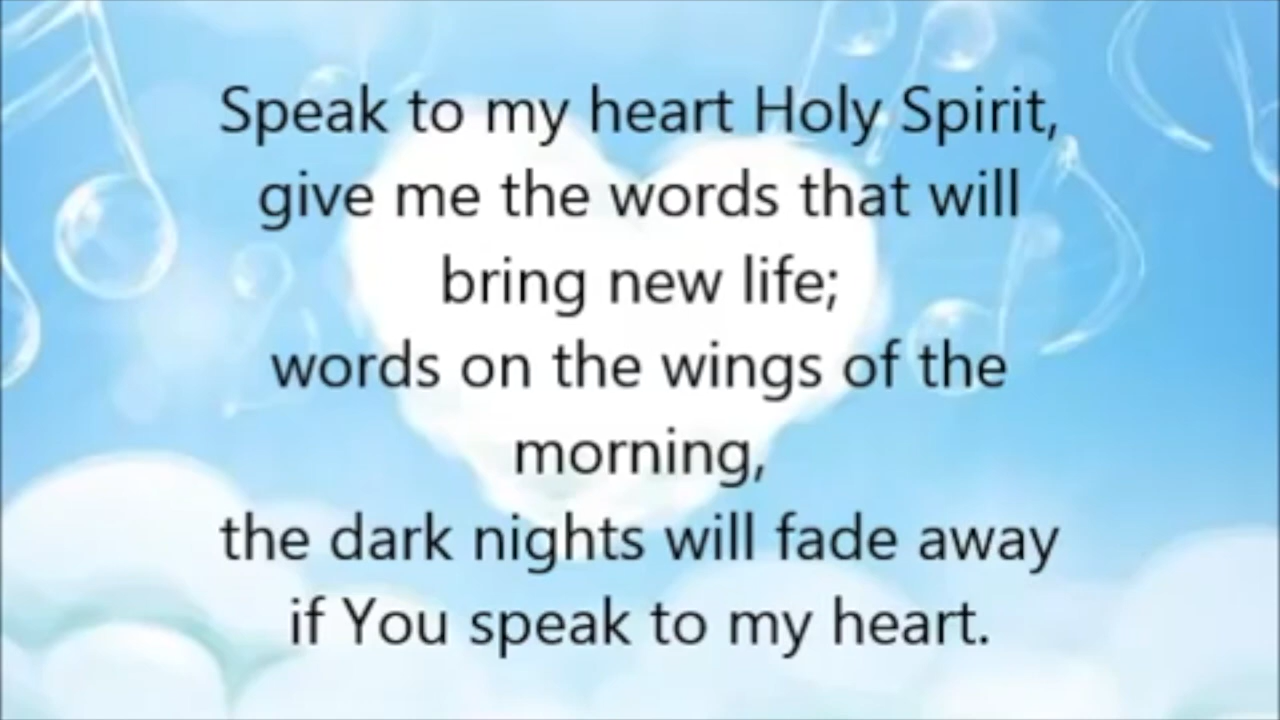 Speak to my heart Holy Spirit,
give me the words that will
bring new life;
words on the wings of the
morning,
the dark nights will fade away
if You speak to my heart.